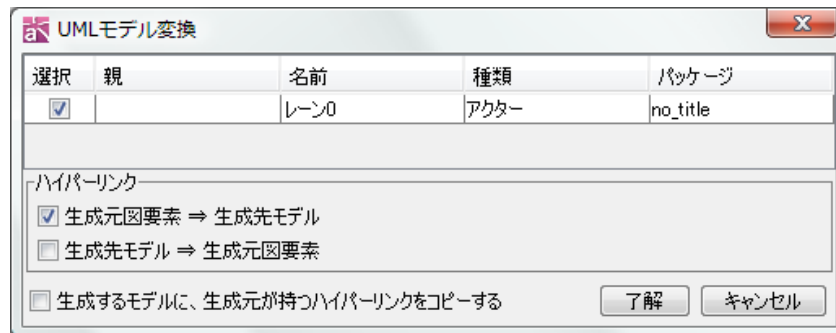 UMLモデル変換
選択 親 名前 種類 パッケージ
レーン0 アクター no_title
ハイパーリンク
生成元図要素 ⇒ 生成先モデル
生成先モデル ⇒ 生成元図要素
生成するモデルに、生成元が持つハイパーリンクをコピーする 了解 キャンセル